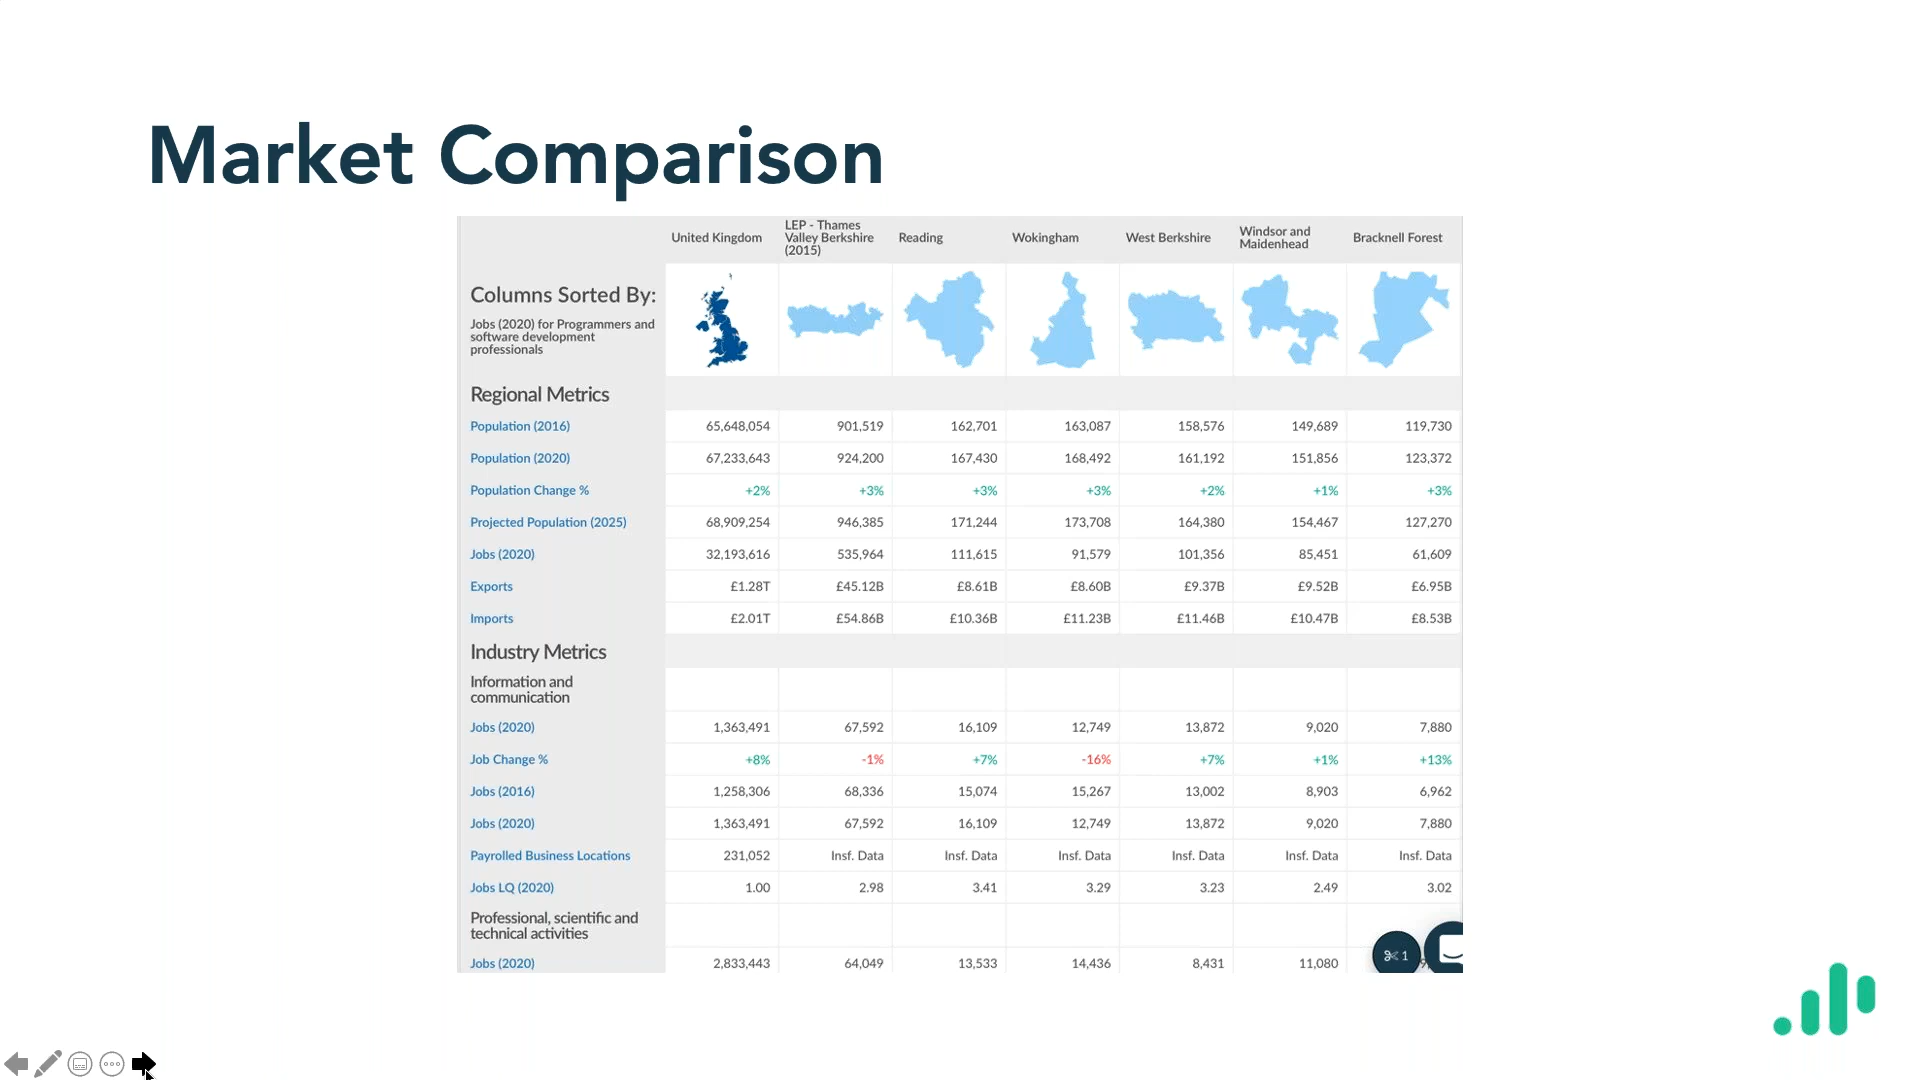 Market Comparison
United Kingdom
LEP - Thames
Valley Berkshire
(2015)
Reading
Wokingham
West Berkshire
Windsor and
Maidenhead
Bracknell Forest
Columns Sorted By:
Jobs (2020) for Programmers and
software development
professionals
Regional Metrics
Population (2016) 65,648,054 901,519 162,701 163,087 158,576 149,689 119,730
Population (2020) 67,233,643 924,200 167,430 168,492 161,192 151,856 123,372
Population Change % +2% +3% +3% +3% +2% +1% +3%
Projected Population (2025) 68,909,254 946,385 171,244 173,708 164,380 154,467 127,270
Jobs (2020) 32,193,616 535,964 111,615 91,579 101,356 85,451 61,609
Exports £1.28T £45.12B £8.61B £8.60B £9.37B £9.52B £6.95B
Imports £2.01T £54.86B £10.36B £11.23B £11.46B £10.47B £8.53B
Industry Metrics
Information and
communication
Jobs (2020) 1,363,491 67,592 16,109 12,749 13,872 9,020 7,880
Job Change % +8% -1% +7% -16% +7% +1% +13%
Jobs (2016) 1,258,306 68,336 15,074 15,267 13,002 8,903 6,962
Jobs (2020) 1,363,491 67,592 16,109 12,749 13,872 9,020 7,880
Payrolled Business Locations 231,052 Insf. Data Insf. Data Insf. Data Insf. Data Insf. Data Insf. Data
Jobs LQ (2020) 1.00 2.98 3.41 3.29 3.23 2.49 3.02
Professional, scientific and
technical activities
Jobs (2020) 2,833,443 64,049 13,533 14,436 8,431 11,080
1